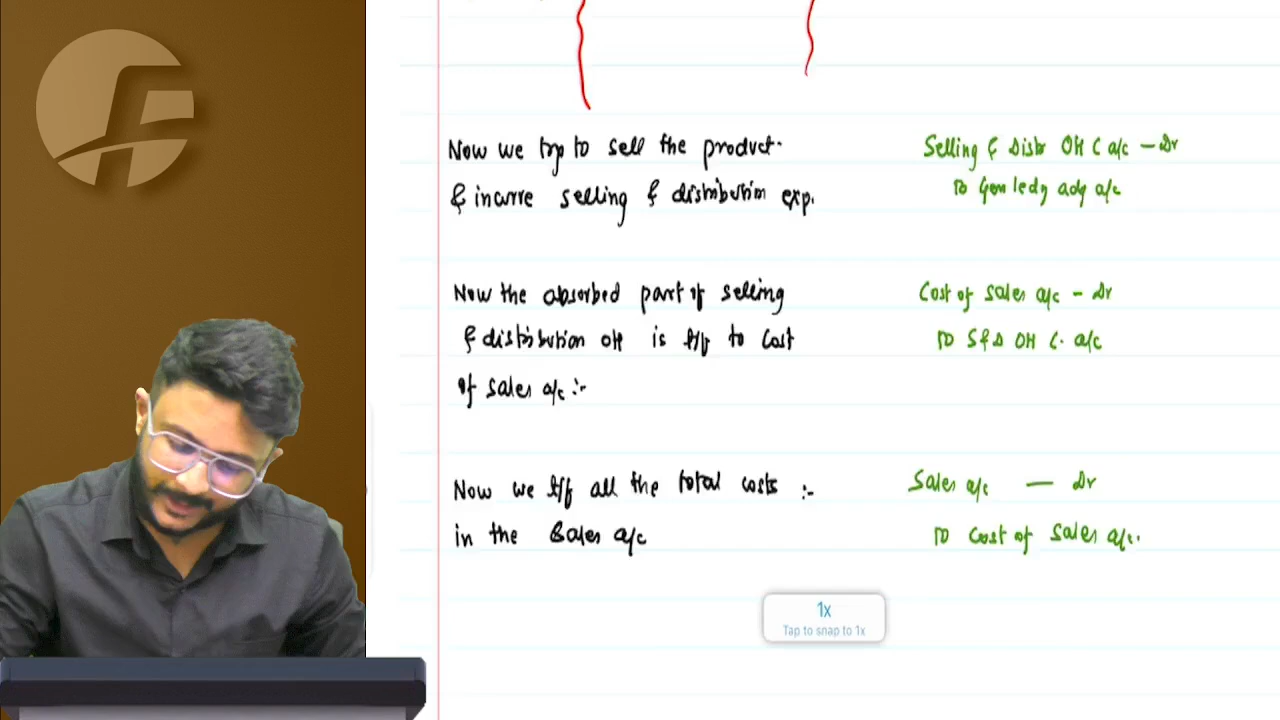 Now we try to sell the product.
& incurre selling & distribution exp.
Selling & Distr OH C a/c - Dr
To Gen ledg adj a/c
Now the absorbed part of selling
& distribution OH is t/f to cost
of sales a/c :-
Cost of sales a/c - Dr
To S&D OH C. a/c
Now we t/f all the total costs :-
in the Sales a/c
Sales a/c — Dr
To Cost of Sales a/c.
1x
Tap to snap to 1x